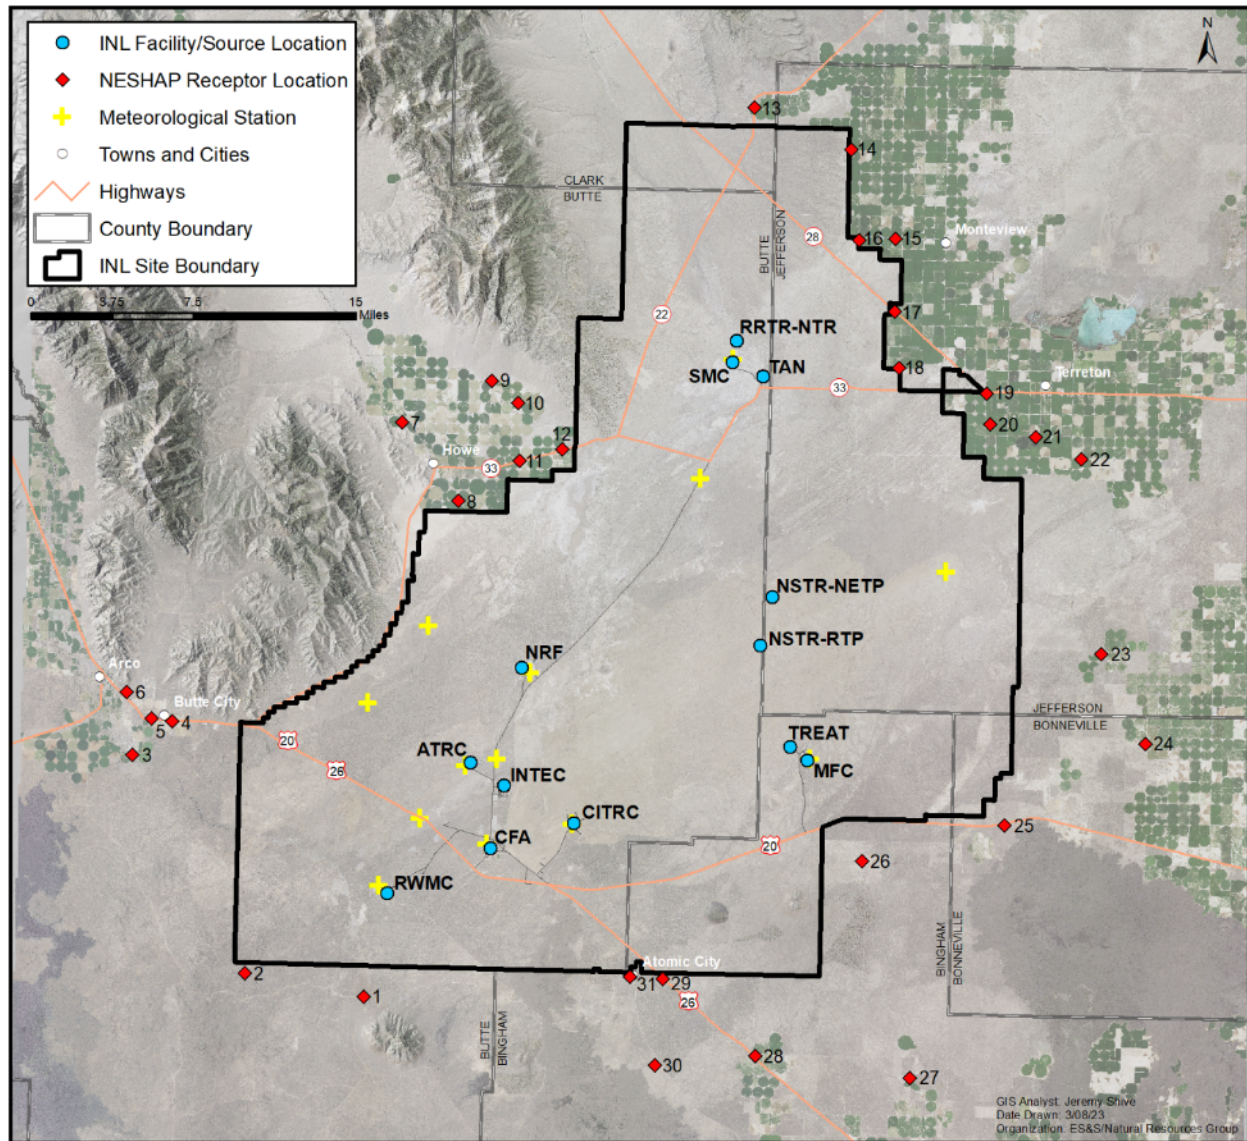 INL Facility/Source Location
NESHAP Receptor Location
Meteorological Station
Towns and Cities
Highways
County Boundary
INL Site Boundary
0 3.75 7.5 15
Miles
N
13
14
CLARK
BUTTE
BUTTE
JEFFERSON
28
16
15
Monteview
22
17
RRTR-NTR
SMC
TAN
18
33
19
Terreton
9
10
7
20
21
22
12
Howe
33
11
8
NSTR-NETP
NSTR-RTP
NRF
23
Arco
6
Butte City
5
4
3
20
26
JEFFERSON
BONNEVILLE
24
TREAT
MFC
ATRC
INTEC
CITRC
CFA
20
25
26
RWMC
BINGHAM
BONNEVILLE
2
1
Atomic City
31
29
26
BUTTE
BINGHAM
30
28
27
GIS Analyst: Jeremy Shive
Date Drawn: 3/08/23
Organization: ES&S/Natural Resources Group